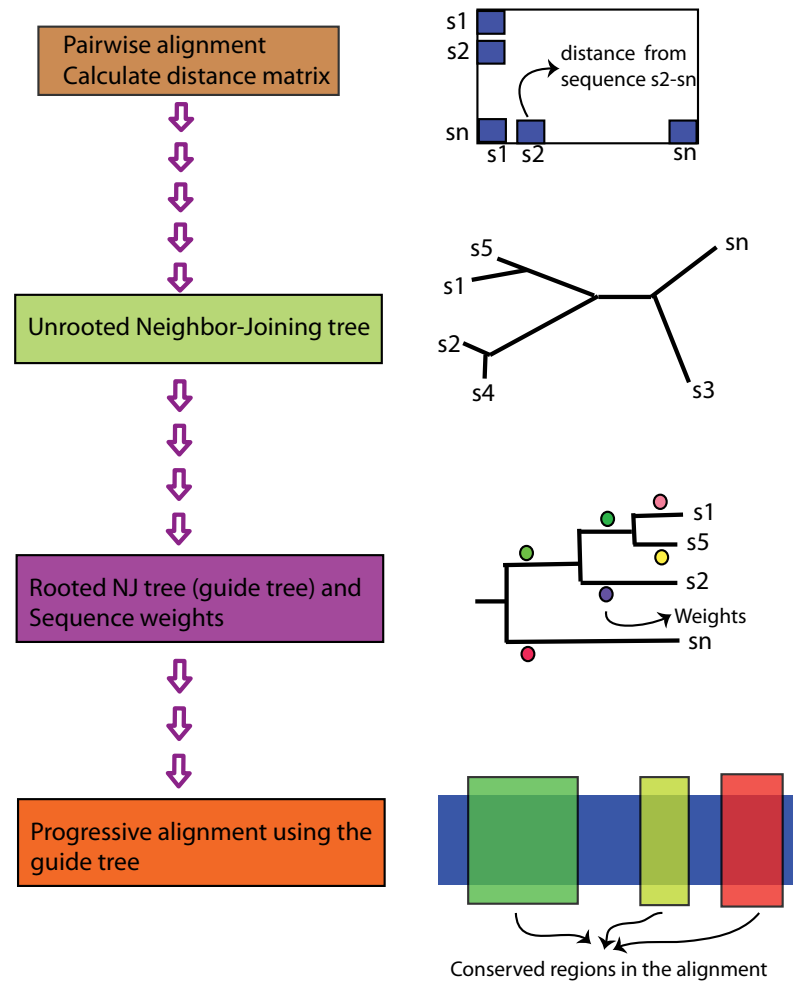 Pairwise alignment
Calculate distance matrix
s1
s2
distance from
sequence s2-sn
sn
s1
s2
sn
Unrooted Neighbor-Joining tree
s5
s1
s2
s4
sn
s3
Rooted NJ tree (guide tree) and
Sequence weights
s1
s5
s2
Weights
sn
Progressive alignment using the
guide tree
Conserved regions in the alignment